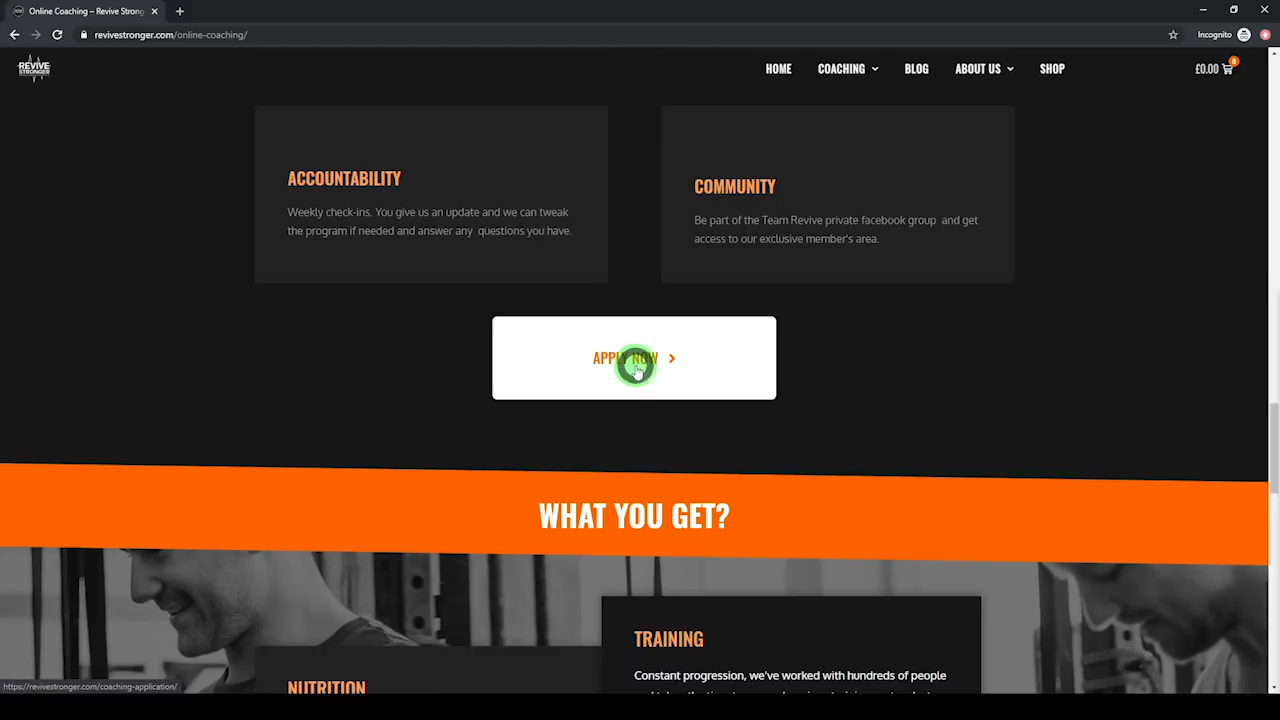 Online Coaching – Revive Strong
revivestronger.com/online-coaching/
Incognito
REVIVE
STRONGER
HOME
COACHING
BLOG
ABOUT US
SHOP
£0.00
0
ACCOUNTABILITY
Weekly check-ins. You give us an update and we can tweak
the program if needed and answer any questions you have.
COMMUNITY
Be part of the Team Revive private facebook group and get
access to our exclusive member's area.
APPLY NOW
WHAT YOU GET?
TRAINING
Constant progression, we've worked with hundreds of people
NUTRITION
https://revivestronger.com/coaching-application/